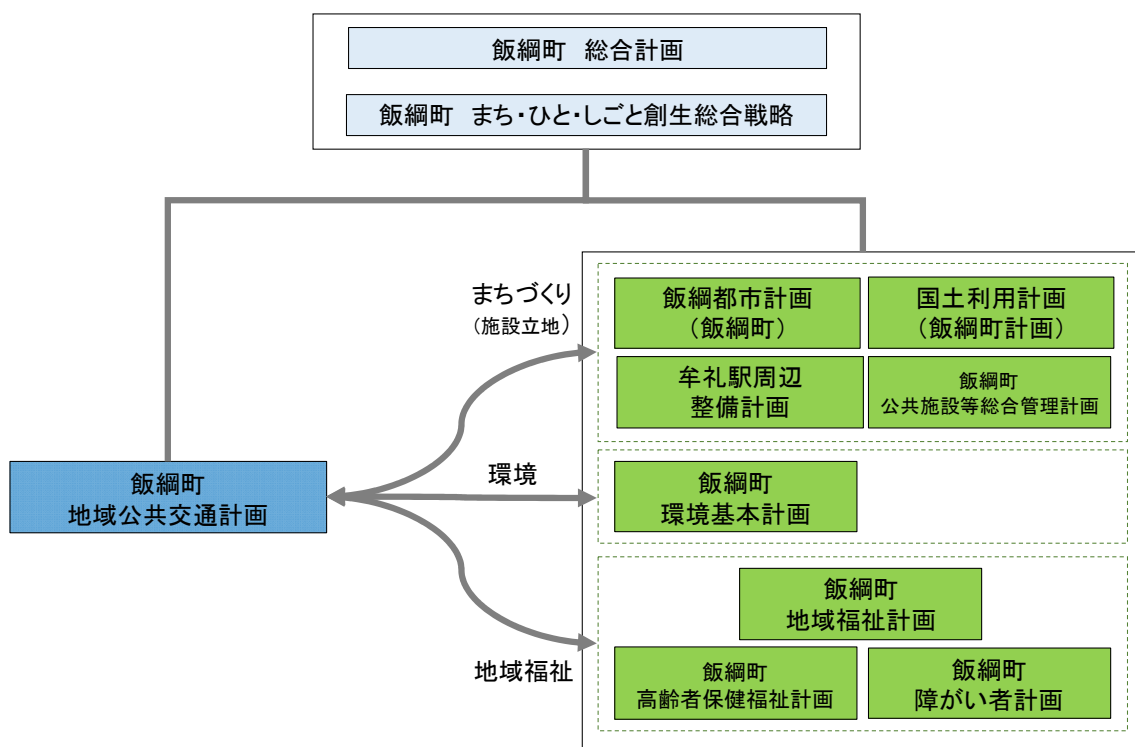 飯綱町 総合計画
飯綱町 まち・ひと・しごと創生総合戦略
まちづくり
(施設立地)
飯綱都市計画
(飯綱町)
国土利用計画
(飯綱町計画)
牟礼駅周辺
整備計画
飯綱町
公共施設等総合管理計画
飯綱町
地域公共交通計画
環境
飯綱町
環境基本計画
地域福祉
飯綱町
地域福祉計画
飯綱町
高齢者保健福祉計画
飯綱町
障がい者計画